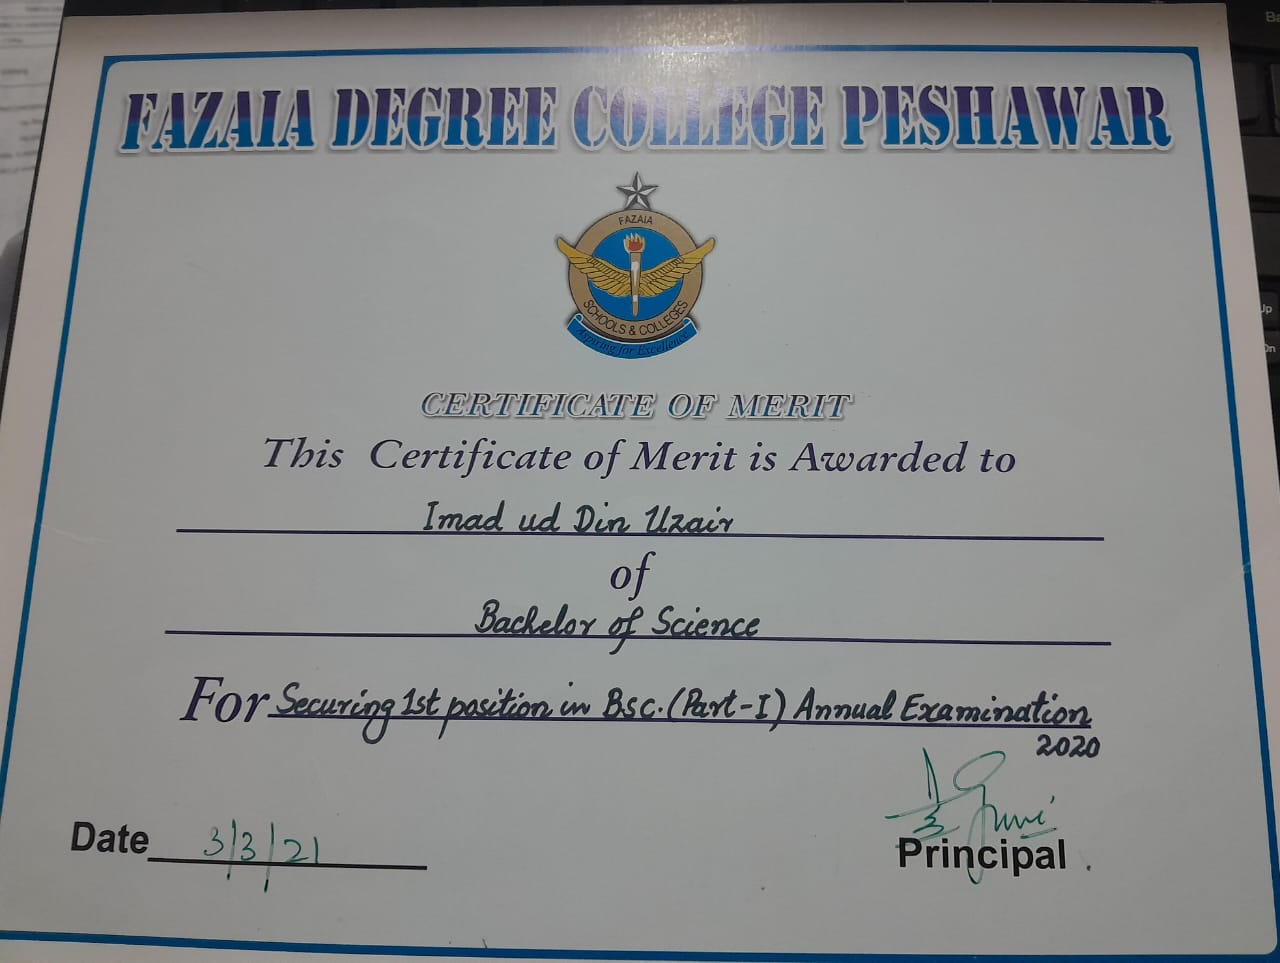 FAZAIA DEGREE COLLEGE PESHAWAR
FAZAIA
SCHOOLS & COLLEGES
Aspiring for Excellence
CERTIFICATE OF MERIT
This Certificate of Merit is Awarded to
Imad ud Din Uzair
of
Bachelor of Science
For Securing 1st position in Bsc. (Part-I) Annual Examination
2020
Date 3/3/21
Principal